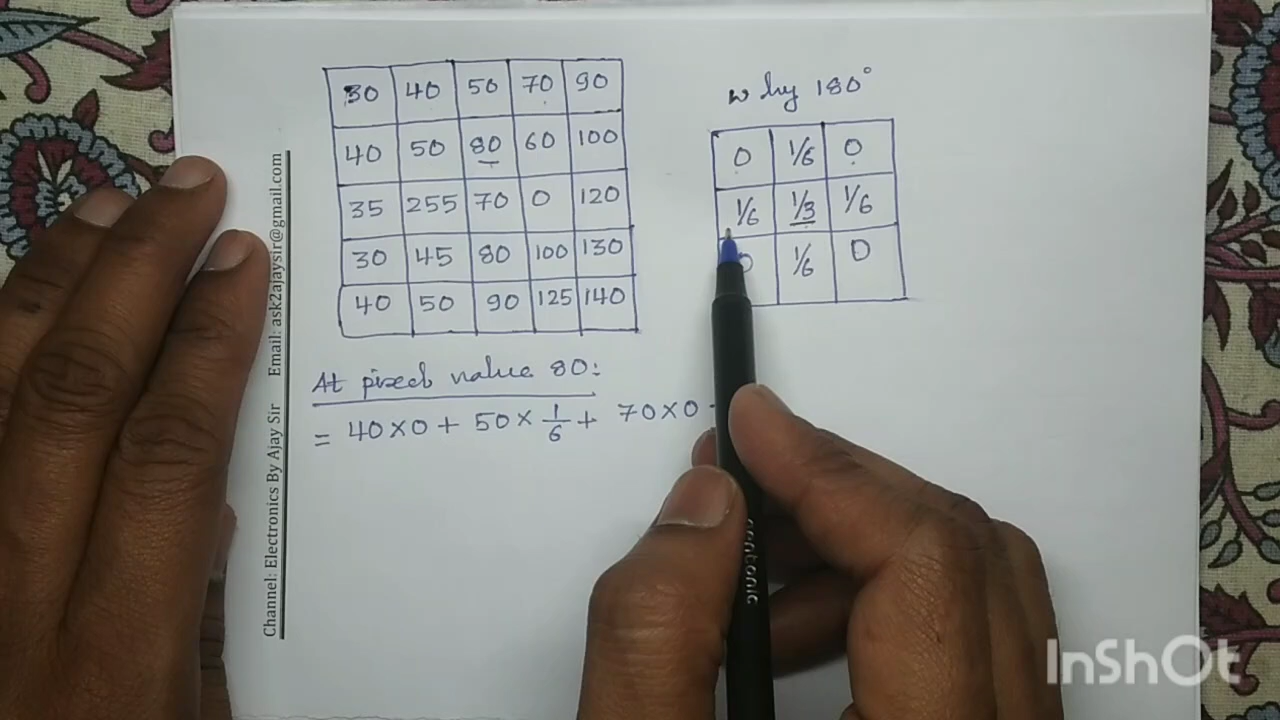 30 40 50 70 90
40 50 80 60 100
35 255 70 0 120
30 45 80 100 130
40 50 90 125 140
w by 180°
0 1/6 0
1/6 1/3 1/6
0 1/6 0
At pixel value 80:
= 40×0 + 50× 1/6 + 70×0
Channel: Electronics By Ajay Sir Email: ask2ajaysir@gmail.com
centonic
InShOt